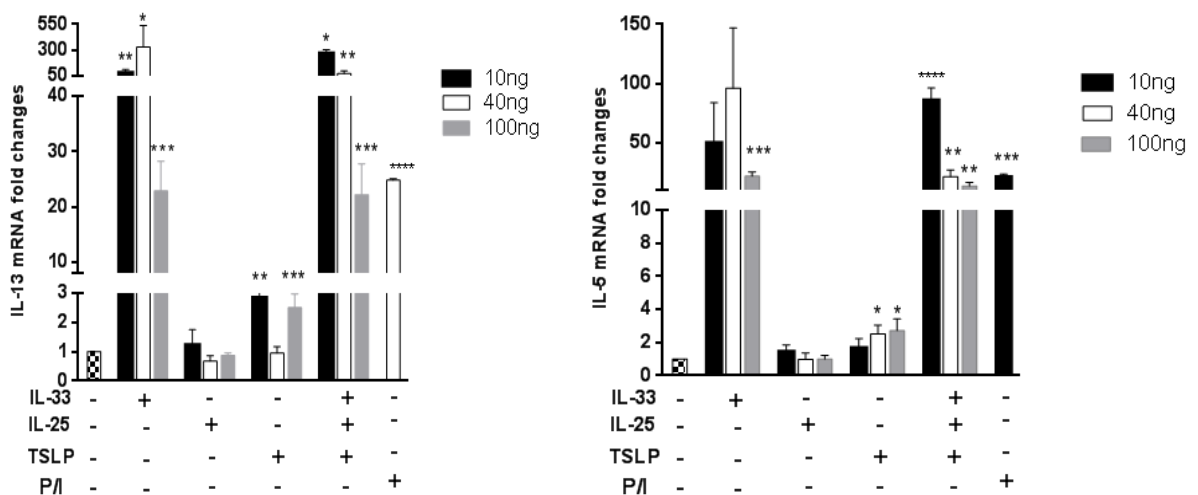 IL-13 mRNA fold changes
550
300
50
40
30
20
10
3
2
1
0
** * *** ** *** * ** *** ****
10ng
40ng
100ng
IL-33 - + - - + -
IL-25 - - + - + -
TSLP - - - + + -
P/I - - - - - +
IL-5 mRNA fold changes
150
100
50
10
8
6
4
2
0
*** * * **** ** ** ***
10ng
40ng
100ng
IL-33 - + - - + -
IL-25 - - + - + -
TSLP - - - + + -
P/I - - - - - +